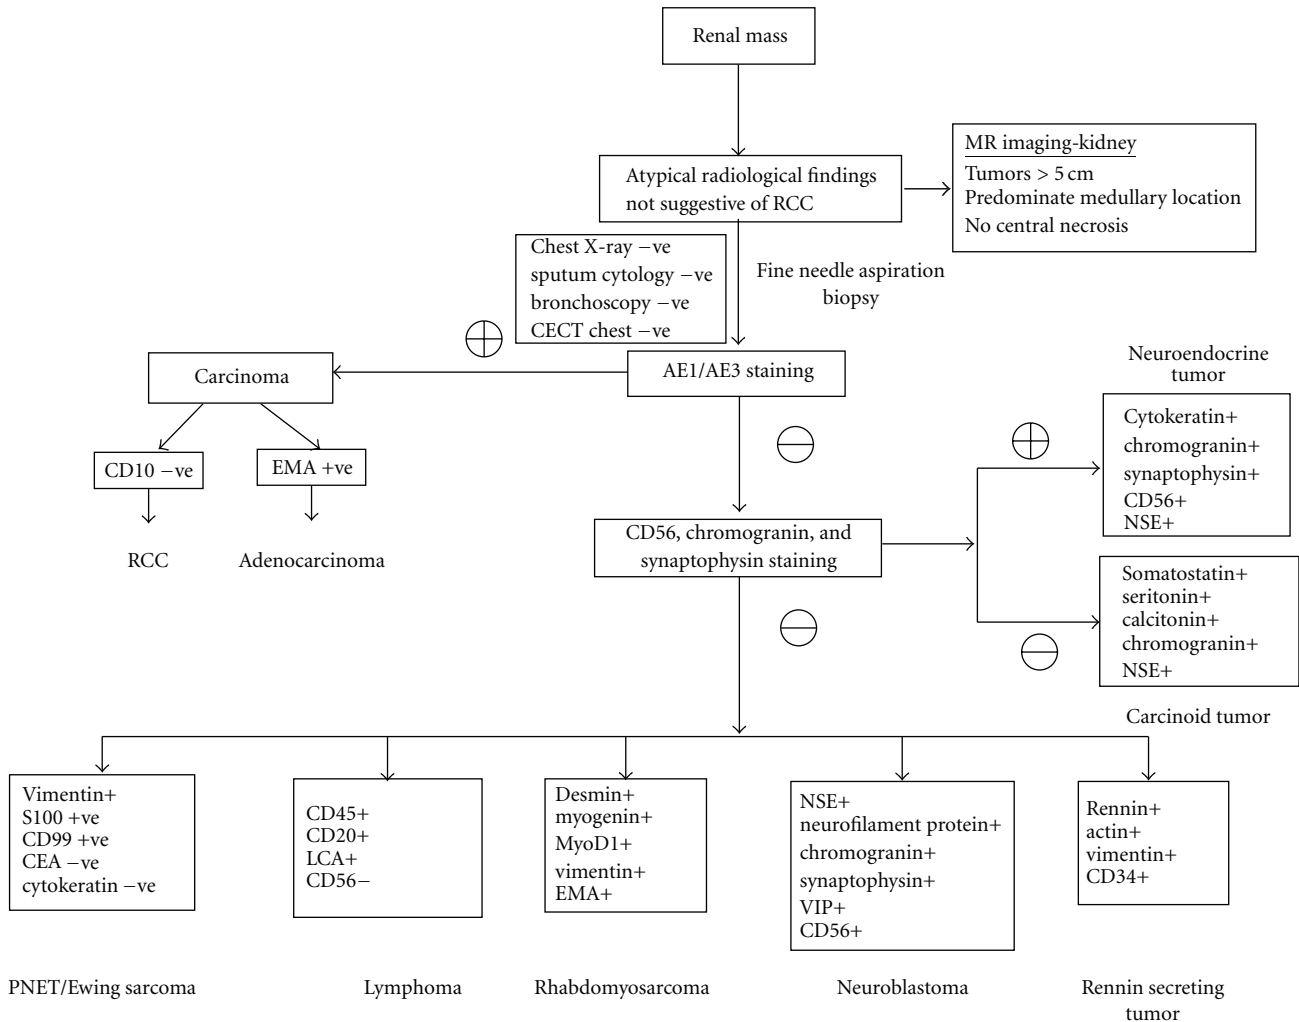 Renal mass
Atypical radiological findings
not suggestive of RCC
MR imaging-kidney
Tumors > 5 cm
Predominate medullary location
No central necrosis
Chest X-ray −ve
sputum cytology −ve
bronchoscopy −ve
CECT chest −ve
Fine needle aspiration
biopsy
AE1/AE3 staining
Carcinoma
CD10 −ve
EMA +ve
RCC
Adenocarcinoma
Neuroendocrine
tumor
Cytokeratin+
chromogranin+
synaptophysin+
CD56+
NSE+
CD56, chromogranin, and
synaptophysin staining
Somatostatin+
seritonin+
calcitonin+
chromogranin+
NSE+
Carcinoid tumor
Vimentin+
S100 +ve
CD99 +ve
CEA −ve
cytokeratin −ve
PNET/Ewing sarcoma
CD45+
CD20+
LCA+
CD56−
Lymphoma
Desmin+
myogenin+
MyoD1+
vimentin+
EMA+
Rhabdomyosarcoma
NSE+
neurofilament protein+
chromogranin+
synaptophysin+
VIP+
CD56+
Neuroblastoma
Rennin+
actin+
vimentin+
CD34+
Rennin secreting
tumor